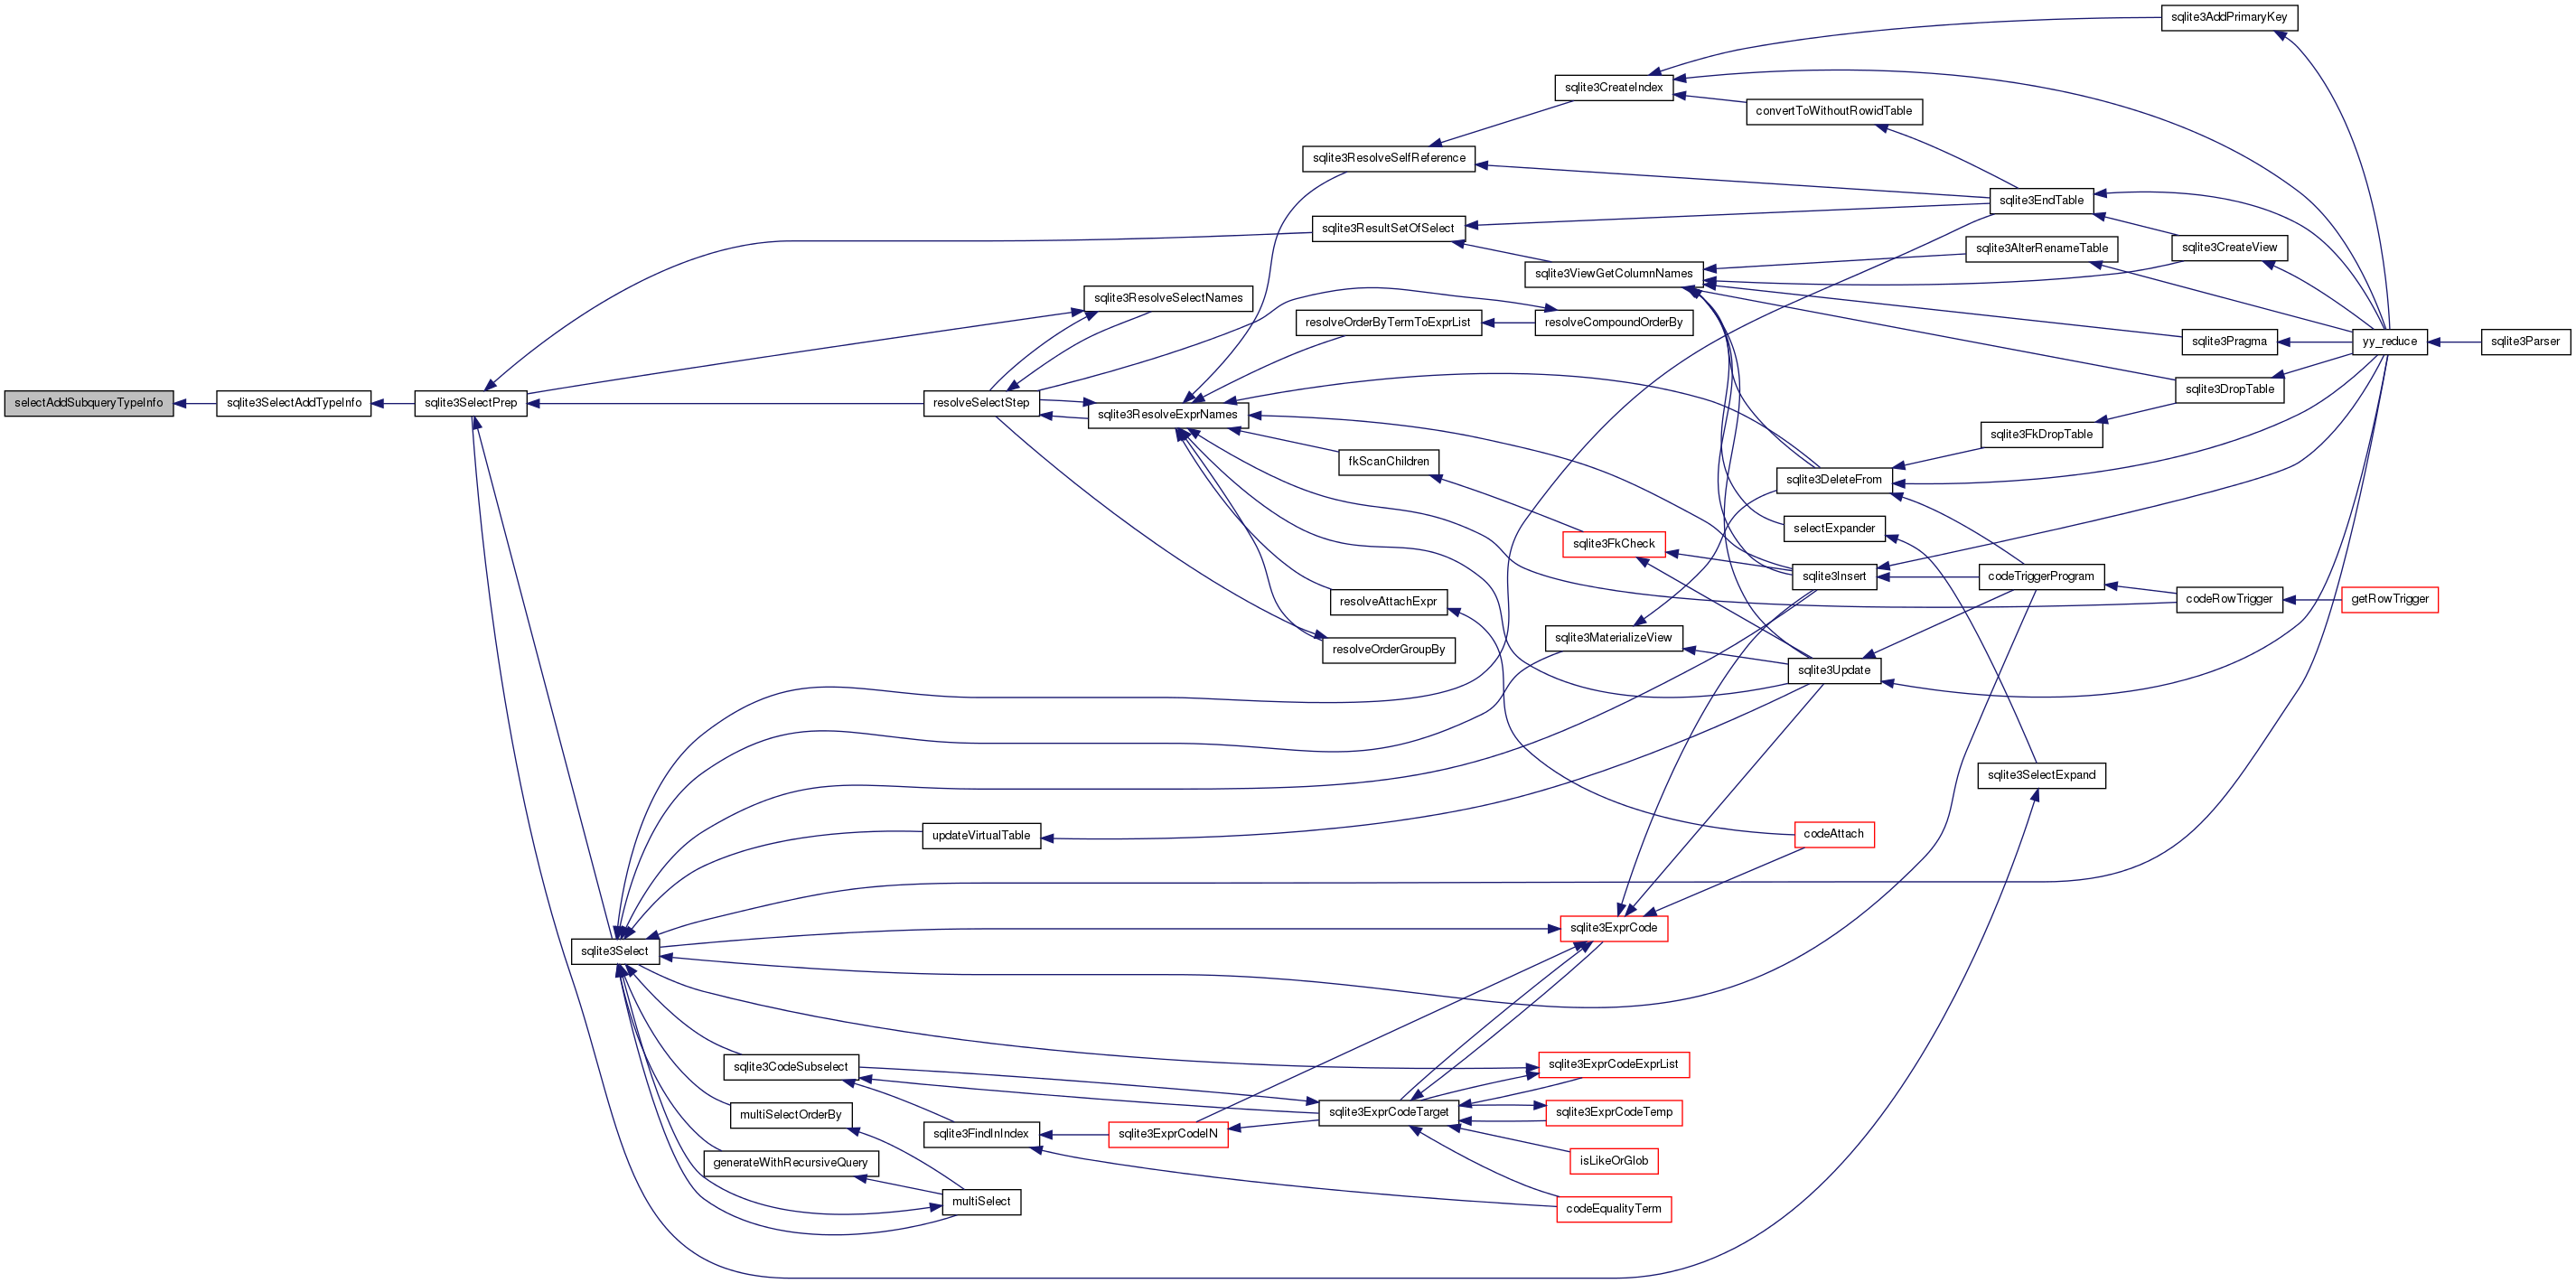 sqlite3AddPrimaryKey
sqlite3CreateIndex
convertToWithoutRowidTable
sqlite3ResolveSelfReference
sqlite3EndTable
sqlite3ResultSetOfSelect
sqlite3AlterRenameTable
sqlite3CreateView
sqlite3ViewGetColumnNames
sqlite3ResolveSelectNames
resolveOrderByTermToExprList
resolveCompoundOrderBy
sqlite3Pragma
yy_reduce
sqlite3Parser
sqlite3DropTable
selectAddSubqueryTypeInfo
sqlite3SelectAddTypeInfo
sqlite3SelectPrep
resolveSelectStep
sqlite3ResolveExprNames
sqlite3FkDropTable
fkScanChildren
sqlite3DeleteFrom
selectExpander
sqlite3FkCheck
sqlite3Insert
codeTriggerProgram
resolveAttachExpr
codeRowTrigger
getRowTrigger
sqlite3MaterializeView
resolveOrderGroupBy
sqlite3Update
sqlite3SelectExpand
updateVirtualTable
codeAttach
sqlite3ExprCode
sqlite3Select
sqlite3CodeSubselect
sqlite3ExprCodeExprList
multiSelectOrderBy
sqlite3ExprCodeTarget
sqlite3ExprCodeTemp
sqlite3FindInIndex
sqlite3ExprCodeIN
generateWithRecursiveQuery
isLikeOrGlob
multiSelect
codeEqualityTerm